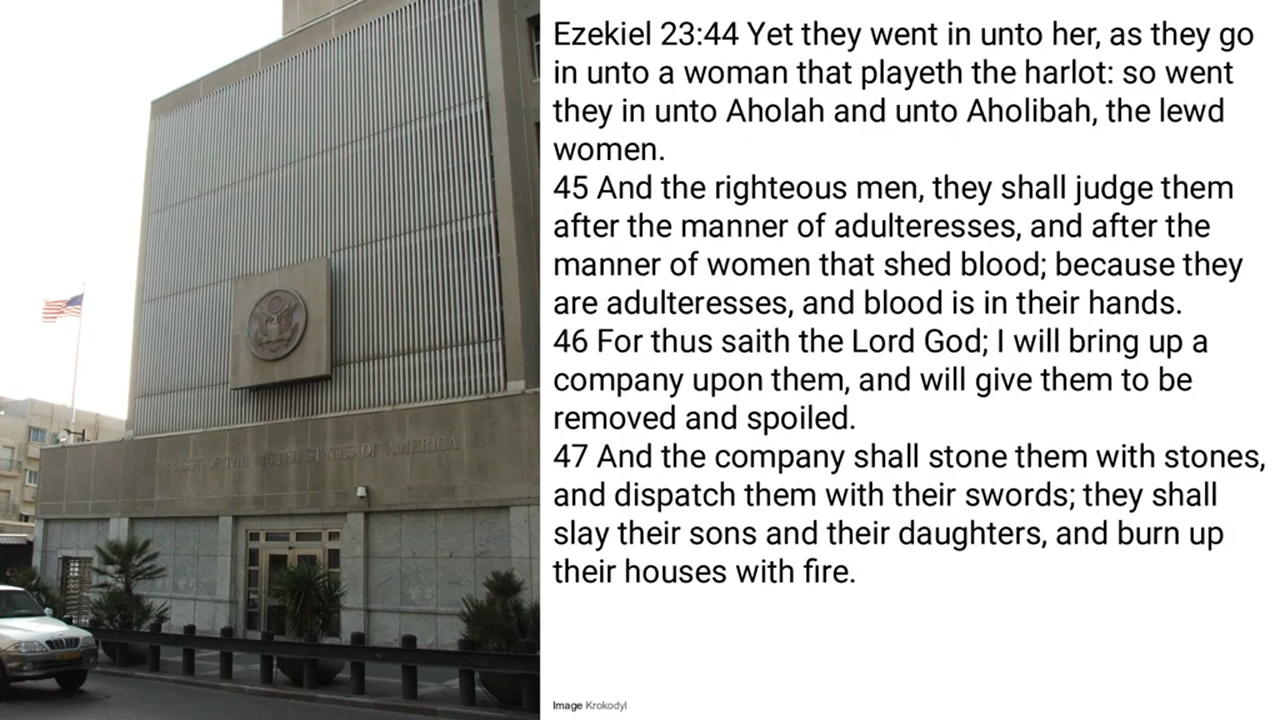 EMBASSY OF THE UNITED STATES OF AMERICA
Ezekiel 23:44 Yet they went in unto her, as they go
in unto a woman that playeth the harlot: so went
they in unto Aholah and unto Aholibah, the lewd
women.
45 And the righteous men, they shall judge them
after the manner of adulteresses, and after the
manner of women that shed blood; because they
are adulteresses, and blood is in their hands.
46 For thus saith the Lord God; I will bring up a
company upon them, and will give them to be
removed and spoiled.
47 And the company shall stone them with stones,
and dispatch them with their swords; they shall
slay their sons and their daughters, and burn up
their houses with fire.
Image Krokodyl